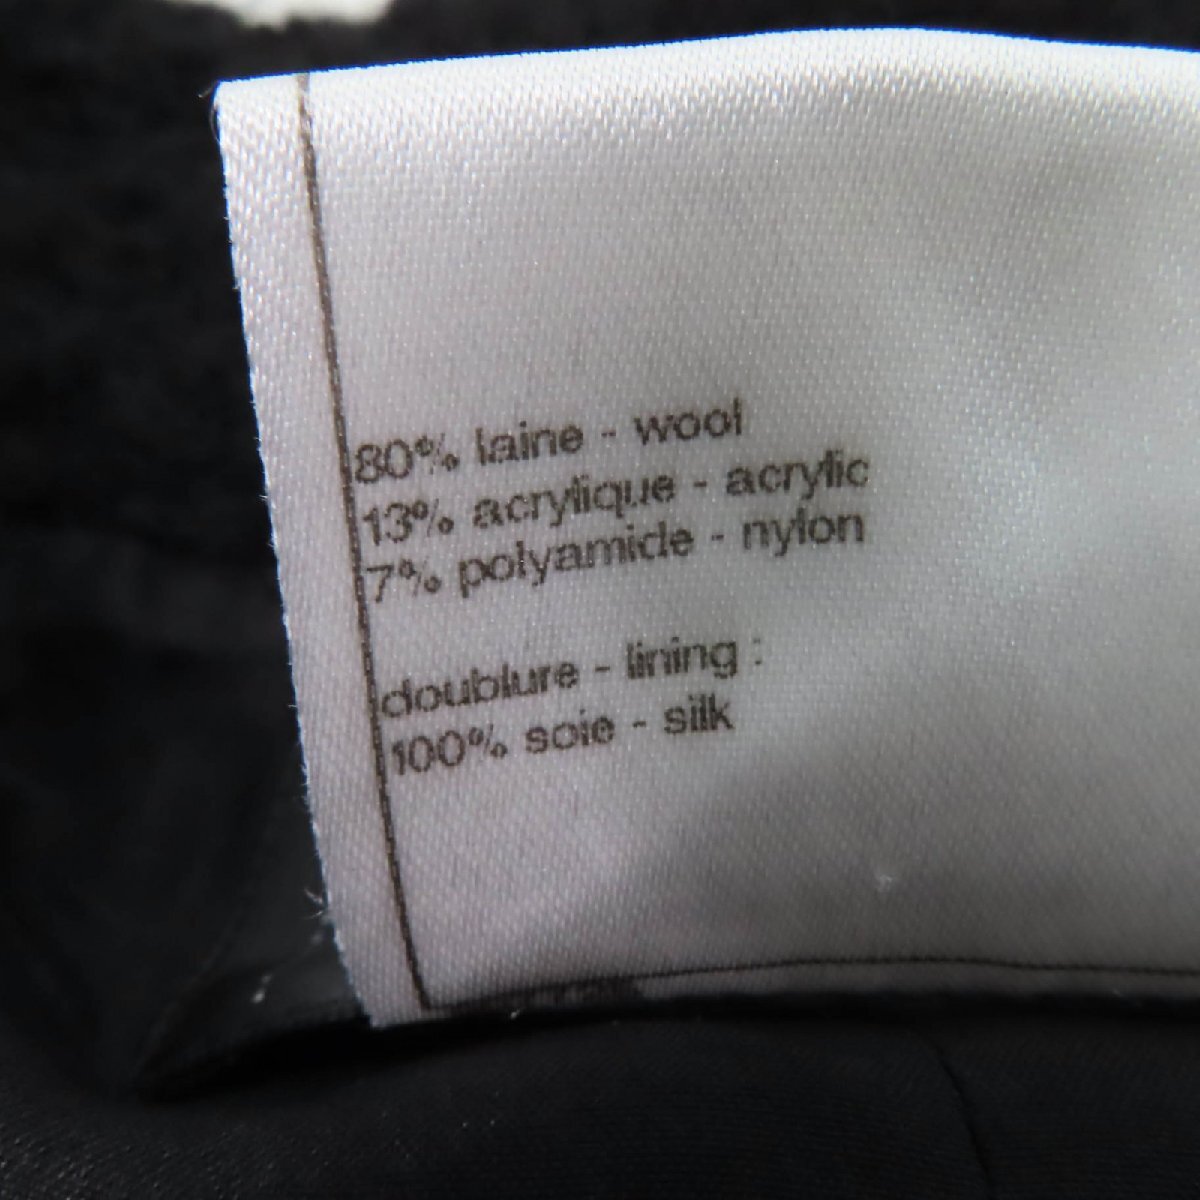 80% laine - wool
13% acrylique - acrylic
7% polyamide - nylon
doublure - lining :
100% soie - silk